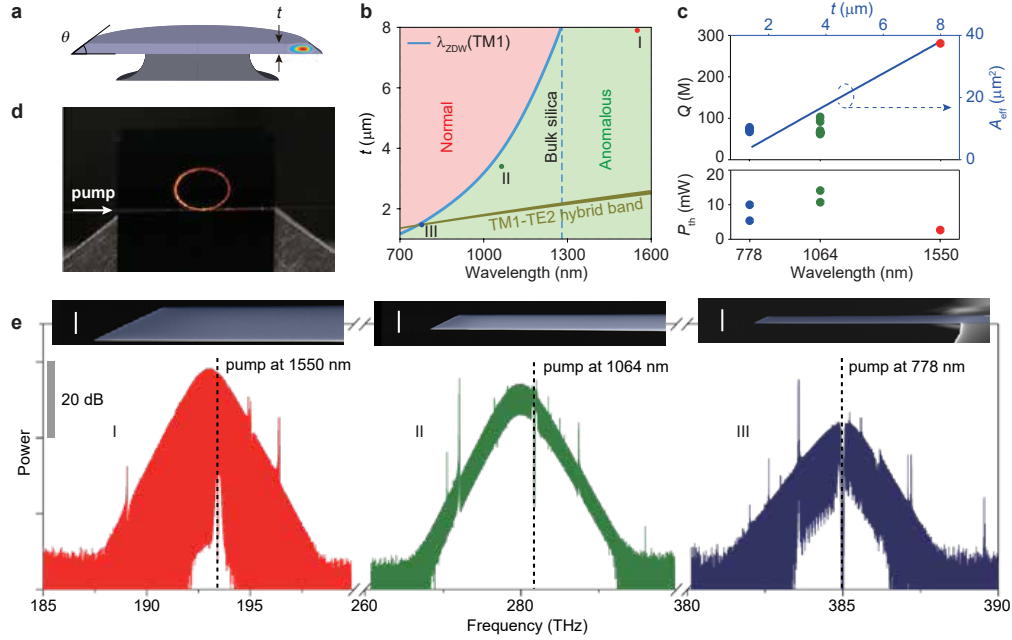 a
θ
t
b
λZDW(TM1)
I
Normal
Bulk silica
Anomalous
II
III
TM1-TE2 hybrid band
t (μm)
8
6
4
2
700
1000
1300
1600
Wavelength (nm)
c
t (μm)
2
4
6
8
Q (M)
300
200
100
0
Aeff (μm²)
40
20
0
Pth (mW)
20
10
0
778
1064
1550
Wavelength (nm)
d
pump
e
pump at 1550 nm
pump at 1064 nm
pump at 778 nm
20 dB
I
II
III
Power
185
190
195
260
280
380
385
390
Frequency (THz)